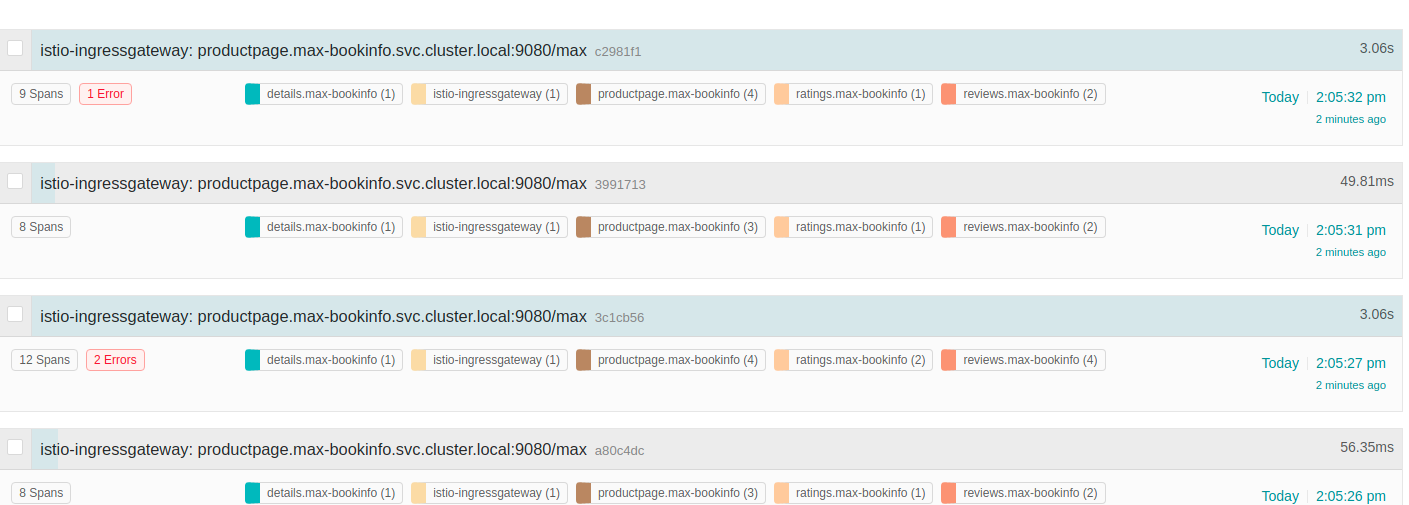 istio-ingressgateway: productpage.max-bookinfo.svc.cluster.local:9080/max c2981f1 3.06s
9 Spans 1 Error details.max-bookinfo (1) istio-ingressgateway (1) productpage.max-bookinfo (4) ratings.max-bookinfo (1) reviews.max-bookinfo (2) Today 2:05:32 pm
2 minutes ago
istio-ingressgateway: productpage.max-bookinfo.svc.cluster.local:9080/max 3991713 49.81ms
8 Spans details.max-bookinfo (1) istio-ingressgateway (1) productpage.max-bookinfo (3) ratings.max-bookinfo (1) reviews.max-bookinfo (2) Today 2:05:31 pm
2 minutes ago
istio-ingressgateway: productpage.max-bookinfo.svc.cluster.local:9080/max 3c1cb56 3.06s
12 Spans 2 Errors details.max-bookinfo (1) istio-ingressgateway (1) productpage.max-bookinfo (4) ratings.max-bookinfo (2) reviews.max-bookinfo (4) Today 2:05:27 pm
2 minutes ago
istio-ingressgateway: productpage.max-bookinfo.svc.cluster.local:9080/max a80c4dc 56.35ms
8 Spans details.max-bookinfo (1) istio-ingressgateway (1) productpage.max-bookinfo (3) ratings.max-bookinfo (1) reviews.max-bookinfo (2) Today 2:05:26 pm